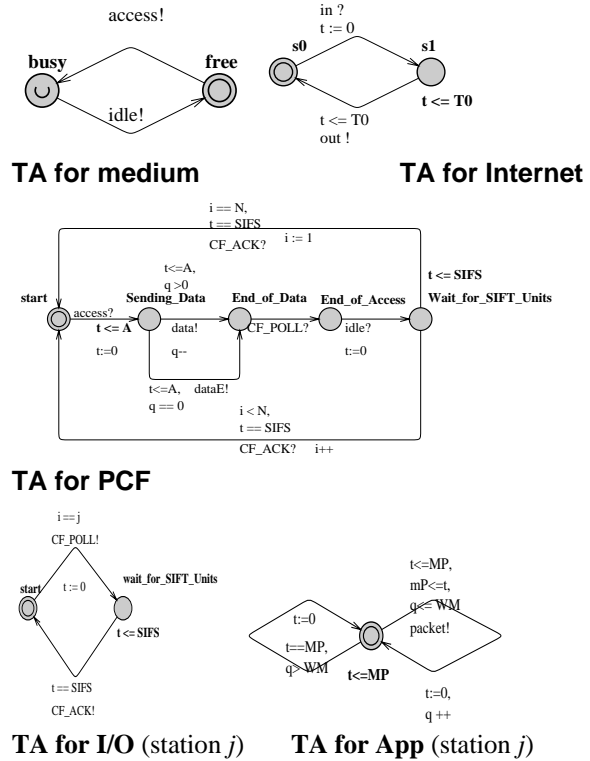 access!
busy
free
idle!
in ?
t := 0
s0
s1
t <= T0
t <= T0
out !
TA for medium
TA for Internet
i == N,
t == SIFS
CF_ACK?
i := 1
t<=A,
q >0
t <= SIFS
start
Sending_Data
End_of_Data
End_of_Access
Wait_for_SIFT_Units
access?
t <= A
data!
CF_POLL?
idle?
t:=0
q--
t:=0
t<=A,
dataE!
q == 0
i < N,
t == SIFS
CF_ACK?
i++
TA for PCF
i == j
CF_POLL!
start
t := 0
wait_for_SIFT_Units
t <= SIFS
t == SIFS
CF_ACK!
t<=MP,
mP<=t,
q<= WM
packet!
t:=0
t==MP,
q> WM
t<=MP
t:=0,
q ++
TA for I/O (station j)
TA for App (station j)